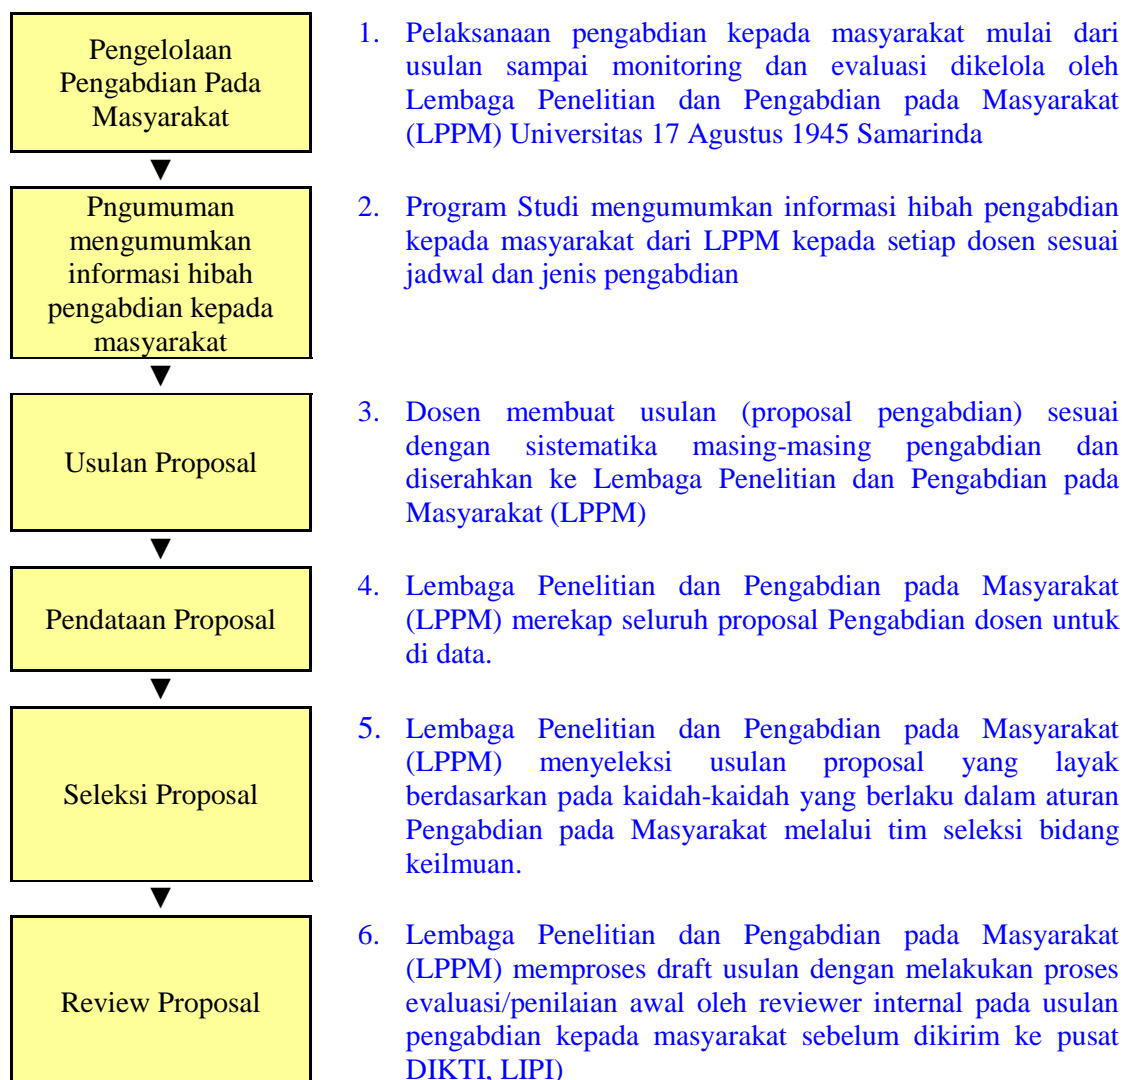 Pengelolaan
Pengabdian Pada
Masyarakat
1. Pelaksanaan pengabdian kepada masyarakat mulai dari
usulan sampai monitoring dan evaluasi dikelola oleh
Lembaga Penelitian dan Pengabdian pada Masyarakat
(LPPM) Universitas 17 Agustus 1945 Samarinda
Pngumuman
mengumumkan
informasi hibah
pengabdian kepada
masyarakat
2. Program Studi mengumumkan informasi hibah pengabdian
kepada masyarakat dari LPPM kepada setiap dosen sesuai
jadwal dan jenis pengabdian
Usulan Proposal
3. Dosen membuat usulan (proposal pengabdian) sesuai
dengan sistematika masing-masing pengabdian dan
diserahkan ke Lembaga Penelitian dan Pengabdian pada
Masyarakat (LPPM)
Pendataan Proposal
4. Lembaga Penelitian dan Pengabdian pada Masyarakat
(LPPM) merekap seluruh proposal Pengabdian dosen untuk
di data.
Seleksi Proposal
5. Lembaga Penelitian dan Pengabdian pada Masyarakat
(LPPM) menyeleksi usulan proposal yang layak
berdasarkan pada kaidah-kaidah yang berlaku dalam aturan
Pengabdian pada Masyarakat melalui tim seleksi bidang
keilmuan.
Review Proposal
6. Lembaga Penelitian dan Pengabdian pada Masyarakat
(LPPM) memproses draft usulan dengan melakukan proses
evaluasi/penilaian awal oleh reviewer internal pada usulan
pengabdian kepada masyarakat sebelum dikirim ke pusat
DIKTI, LIPI)